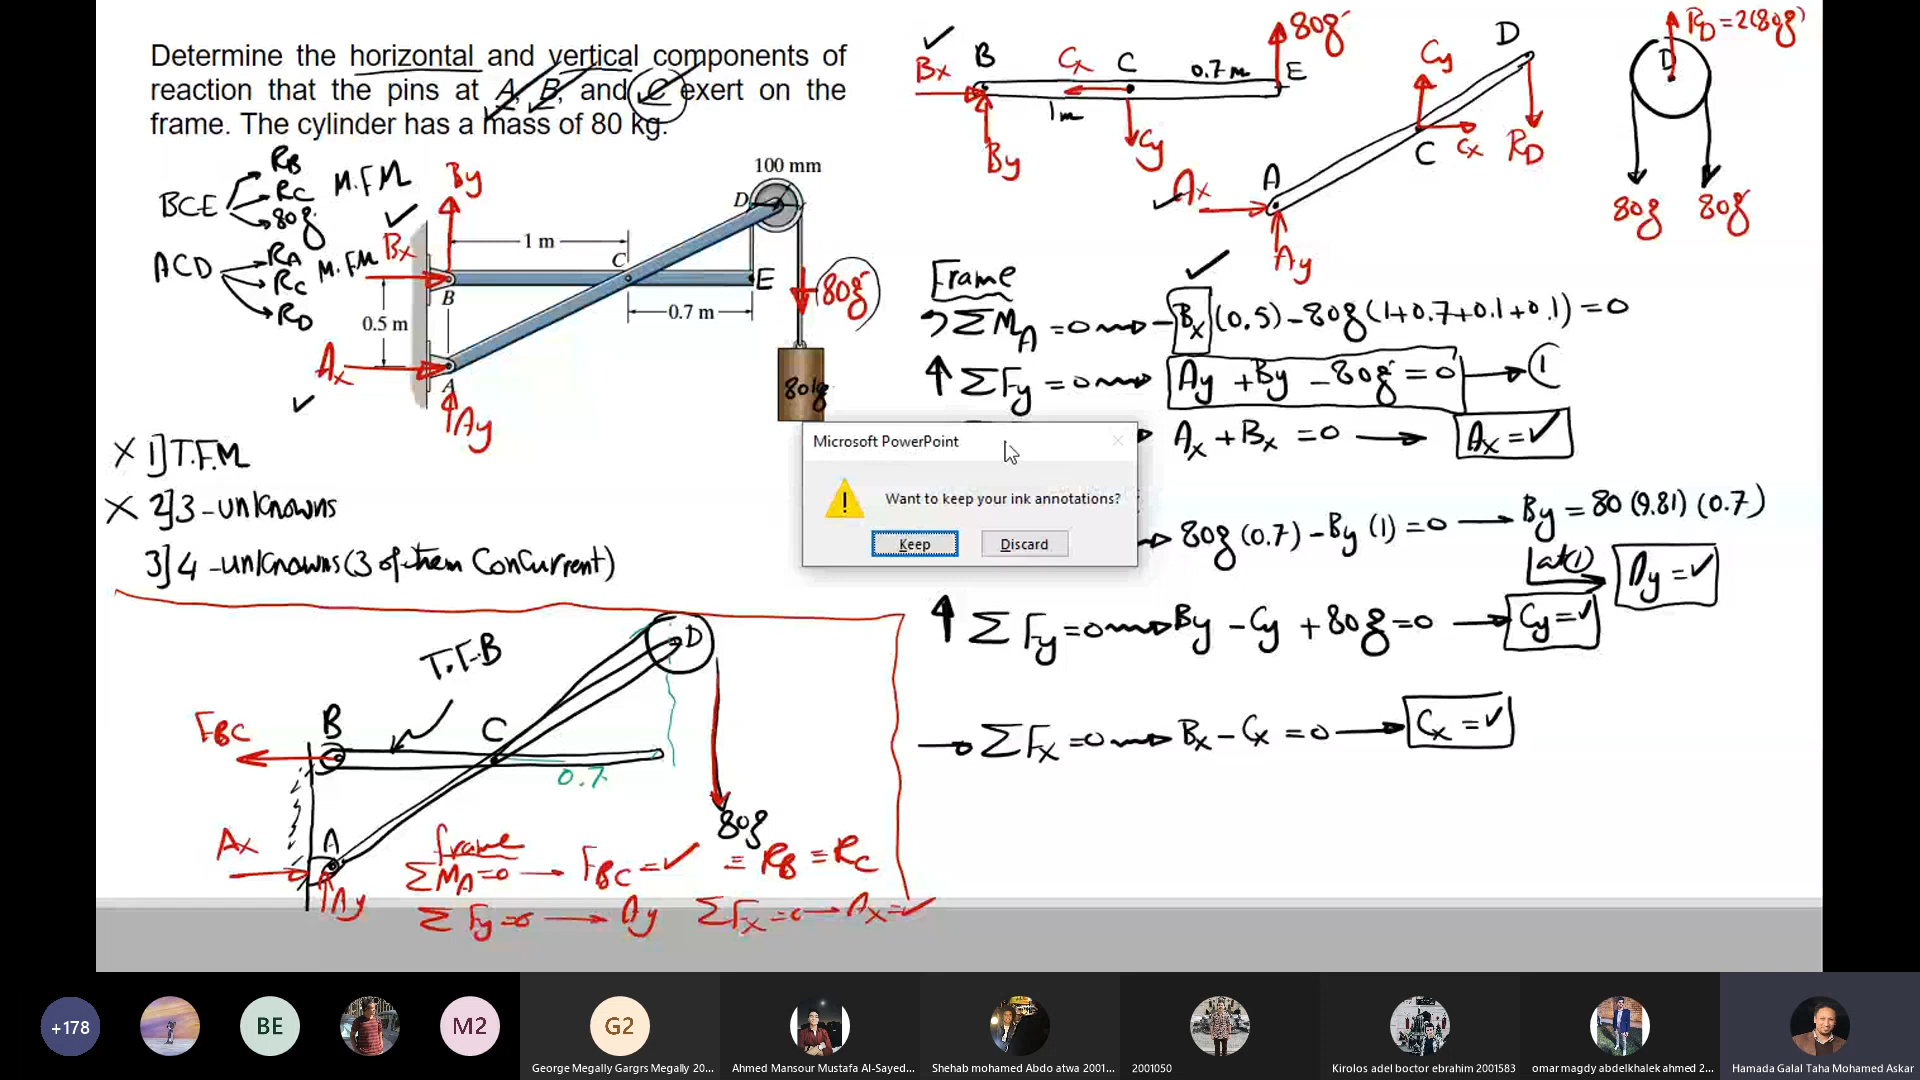 Determine the horizontal and vertical components of
reaction that the pins at A, B, and C exert on the
frame. The cylinder has a mass of 80 kg.
BCE
RB
RC
80g
M.F.M
ACD
RA
RC
RD
M.F.M
By
Bx
B
1 m
C
D
100 mm
E
80g
0.5 m
0.7 m
Ax
A
Ay
80kg
1] T.F.M
2] 3-unknowns
3] 4-unknowns (3 of them Concurrent)
B
Bx
By
Cx
C
1m
Cy
0.7 m
80g
E
Ax
A
Ay
Cy
C
Cx
D
RD
RD = 2(80g)
D
80g
80g
Frame
ΣMA = 0 → -Bx (0.5) - 80g (1+0.7+0.1+0.1) = 0
↑ ΣFy = 0 → Ay + By - 80g = 0 → 1
Ax + Bx = 0 → Ax = ✓
80g (0.7) - By (1) = 0 → By = 80 (9.81) (0.7)
at (1) Ay = ✓
↑ ΣFy = 0 → By - Cy + 80g = 0 → Cy = ✓
→ ΣFx = 0 → Bx - Cx = 0 → Cx = ✓
Microsoft PowerPoint
Want to keep your ink annotations?
Keep
Discard
T.F.B
FBC
B
C
D
0.7
80g
Ax
A
Ay
frame
ΣMA = 0 → FBC = ✓ = RB = RC
ΣFy = 0 → Ay ΣFx = 0 → Ax = ✓
+178
BE
M2
G2
George Megally Gargrs Megally 20...
Ahmed Mansour Mustafa Al-Sayed...
Shehab mohamed Abdo atwa 2001...
2001050
Kirolos adel boctor ebrahim 2001583
omar magdy abdelkhalek ahmed 2...
Hamada Galal Taha Mohamed Askar